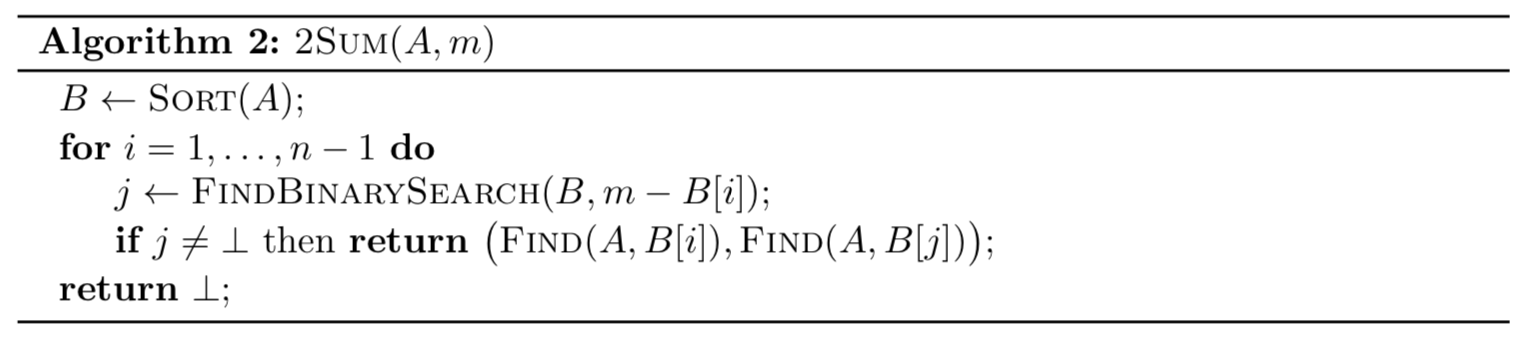 Algorithm 2: 2SUM(A, m)
B ← SORT(A);
for i = 1, . . . , n − 1 do
j ← FINDBINARYSEARCH(B, m − B[i]);
if j ≠ ⊥ then return (FIND(A, B[i]), FIND(A, B[j]));
return ⊥;